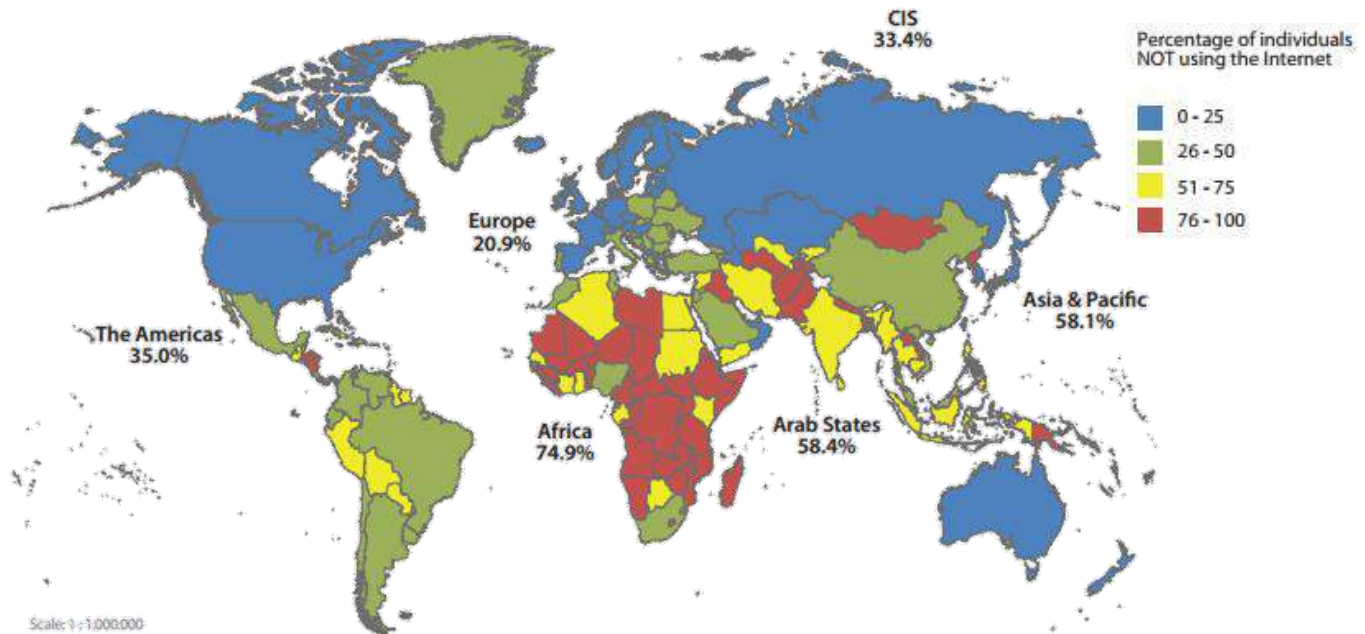 CIS
33.4%
Percentage of individuals
NOT using the Internet
0 - 25
26 - 50
51 - 75
76 - 100
Europe
20.9%
Asia & Pacific
58.1%
The Americas
35.0%
Africa
74.9%
Arab States
58.4%
Scale: 1 : 1.000.000